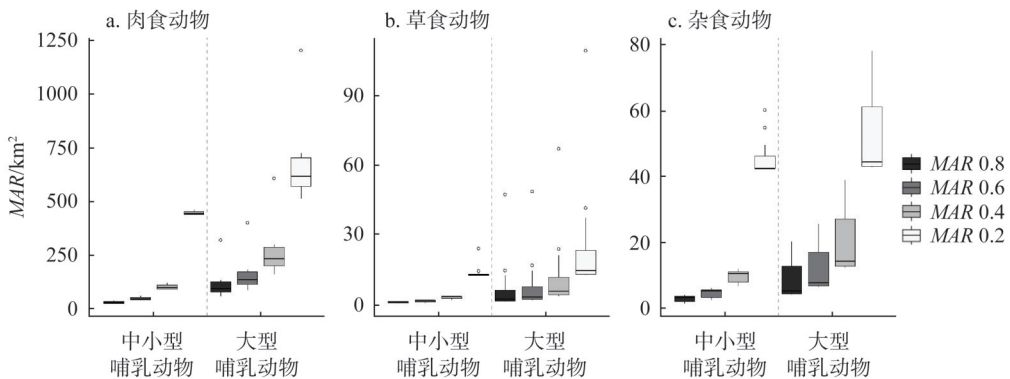 a. 肉食动物
b. 草食动物
c. 杂食动物
MAR/km²
1250
1000
750
500
250
0
中小型
哺乳动物
大型
哺乳动物
90
60
30
0
中小型
哺乳动物
大型
哺乳动物
80
60
40
20
0
中小型
哺乳动物
大型
哺乳动物
MAR 0.8
MAR 0.6
MAR 0.4
MAR 0.2